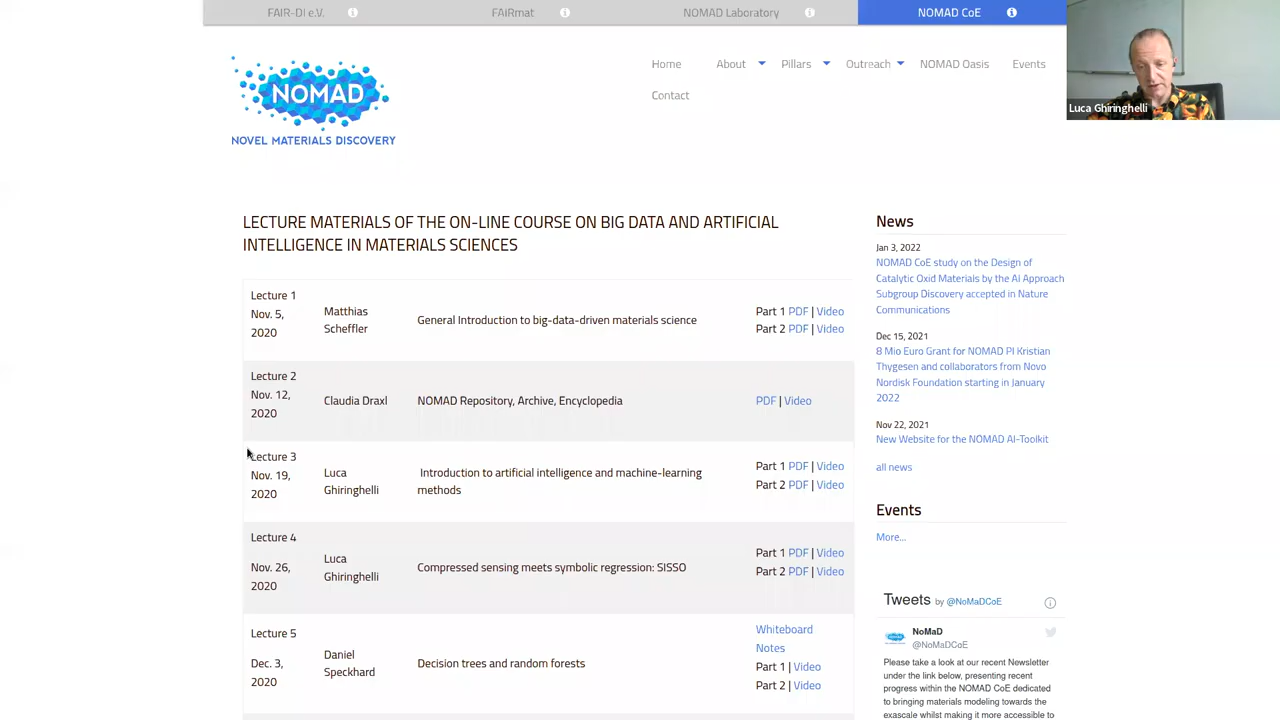 FAIR-DI e.V.
FAIRmat
NOMAD Laboratory
NOMAD CoE
NOMAD
NOVEL MATERIALS DISCOVERY
Home
About
Pillars
Outreach
NOMAD Oasis
Events
Contact
Luca Ghiringhelli
LECTURE MATERIALS OF THE ON-LINE COURSE ON BIG DATA AND ARTIFICIAL
INTELLIGENCE IN MATERIALS SCIENCES
Lecture 1
Nov. 5,
2020
Matthias
Scheffler
General Introduction to big-data-driven materials science
Part 1 PDF | Video
Part 2 PDF | Video
Lecture 2
Nov. 12,
2020
Claudia Draxl
NOMAD Repository, Archive, Encyclopedia
PDF | Video
Lecture 3
Nov. 19,
2020
Luca
Ghiringhelli
Introduction to artificial intelligence and machine-learning
methods
Part 1 PDF | Video
Part 2 PDF | Video
Lecture 4
Nov. 26,
2020
Luca
Ghiringhelli
Compressed sensing meets symbolic regression: SISSO
Part 1 PDF | Video
Part 2 PDF | Video
Lecture 5
Dec. 3,
2020
Daniel
Speckhard
Decision trees and random forests
Whiteboard
Notes
Part 1 | Video
Part 2 | Video
News
Jan 3, 2022
NOMAD CoE study on the Design of
Catalytic Oxid Materials by the AI Approach
Subgroup Discovery accepted in Nature
Communications
Dec 15, 2021
8 Mio Euro Grant for NOMAD PI Kristian
Thygesen and collaborators from Novo
Nordisk Foundation starting in January
2022
Nov 22, 2021
New Website for the NOMAD AI-Toolkit
all news
Events
More...
Tweets by @NoMaDCoE
NOMAD
NoMaD
@NoMaDCoE
Please take a look at our recent Newsletter
under the link below, presenting recent
progress within the NOMAD CoE dedicated
to bringing materials modeling towards the
exascale whilst making it more accessible to